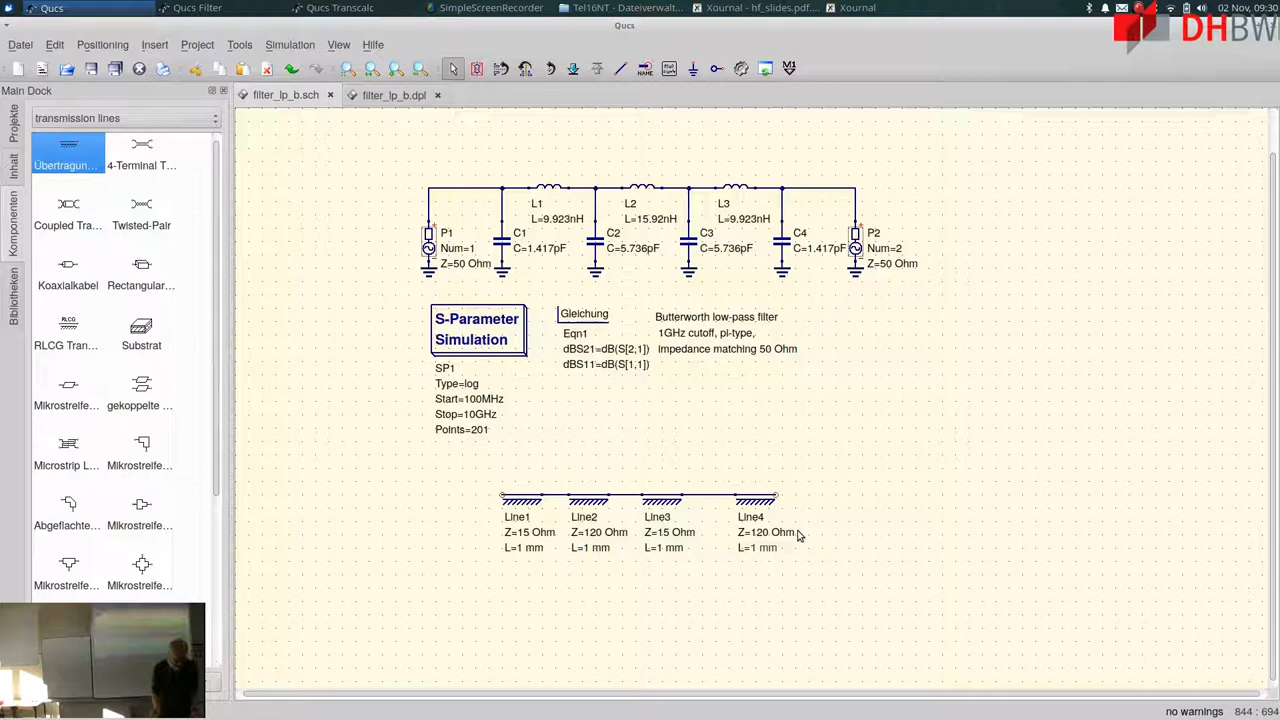 Qucs
Qucs Filter
Qucs Transcalc
SimpleScreenRecorder
Tel16NT - Dateiverwalt...
Xournal - hf_slides.pdf....
Xournal
02 Nov, 09:30
Qucs
DHBW
Datei Edit Positioning Insert Project Tools Simulation View Hilfe
NAME
M1
Main Dock
filter_lp_b.sch
filter_lp_b.dpl
Projekte
Inhalt
Komponenten
Bibliotheken
transmission lines
Übertragun...
4-Terminal T...
Coupled Tra...
Twisted-Pair
Koaxialkabel
Rectangular...
RLCG
RLCG Tran...
Substrat
Mikrostreife...
gekoppelte ...
Microstrip L...
Mikrostreife...
Abgeflachte...
Mikrostreife...
Mikrostreife...
Mikrostreife...
L1
L=9.923nH
L2
L=15.92nH
L3
L=9.923nH
P1
Num=1
Z=50 Ohm
C1
C=1.417pF
C2
C=5.736pF
C3
C=5.736pF
C4
C=1.417pF
P2
Num=2
Z=50 Ohm
S-Parameter
Simulation
SP1
Type=log
Start=100MHz
Stop=10GHz
Points=201
Gleichung
Eqn1
dBS21=dB(S[2,1])
dBS11=dB(S[1,1])
Butterworth low-pass filter
1GHz cutoff, pi-type,
impedance matching 50 Ohm
Line1
Z=15 Ohm
L=1 mm
Line2
Z=120 Ohm
L=1 mm
Line3
Z=15 Ohm
L=1 mm
Line4
Z=120 Ohm
L=1 mm
no warnings
844 : 694